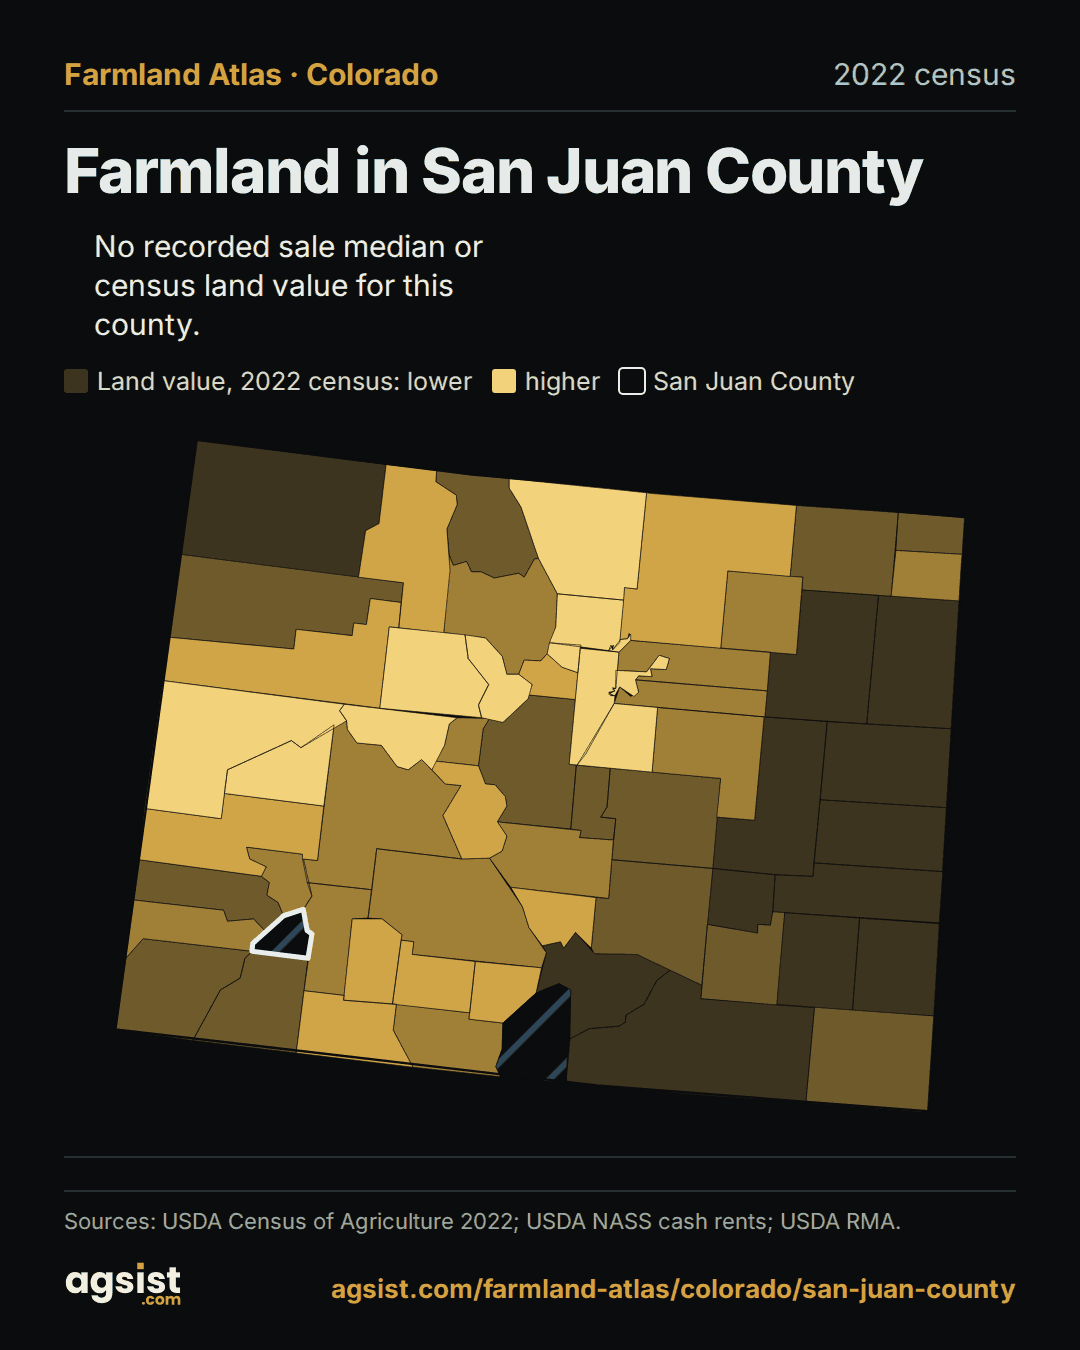 Farmland Atlas · Colorado
2022 census
Farmland in San Juan County
No recorded sale median or
census land value for this
county.
Land value, 2022 census: lower
higher
San Juan County
Sources: USDA Census of Agriculture 2022; USDA NASS cash rents; USDA RMA.
agsist
.com
agsist.com/farmland-atlas/colorado/san-juan-county